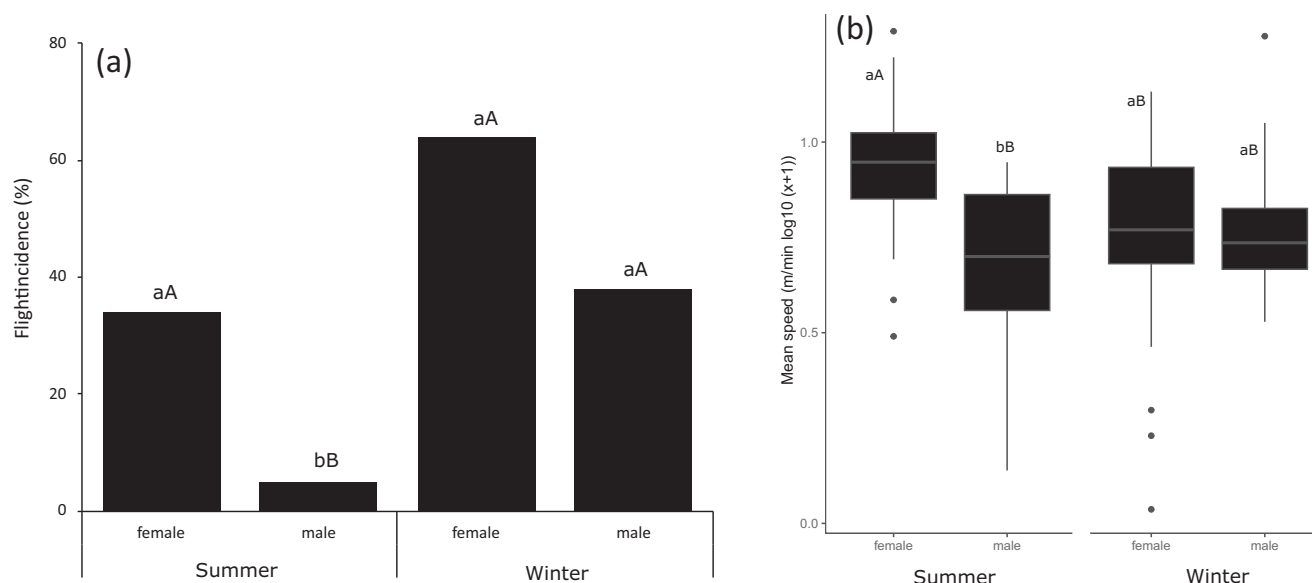 (a)
Flightincidence (%)
80
60
40
20
0
aA
bB
aA
aA
female
male
female
male
Summer
Winter
(b)
Mean speed (m/min log10 (x+1))
1.0
0.5
0.0
aA
bB
aB
aB
female
male
female
male
Summer
Winter